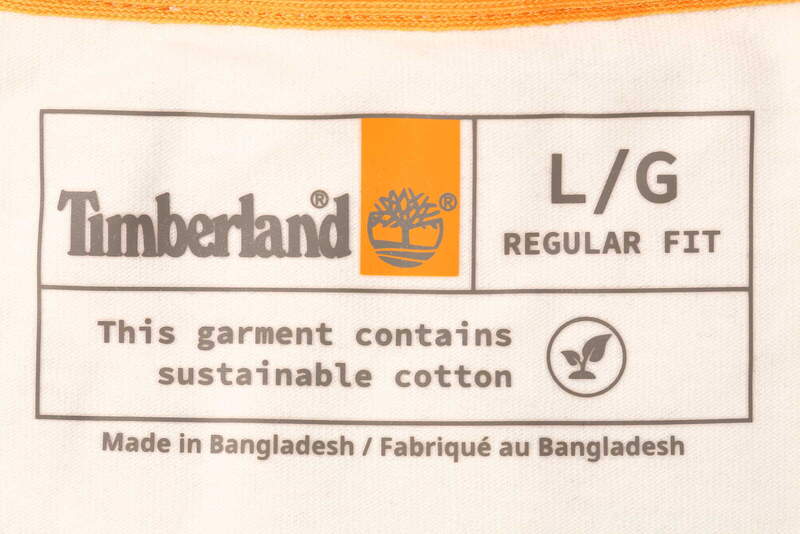 Timberland® ®
L/G
REGULAR FIT
This garment contains
sustainable cotton
Made in Bangladesh / Fabriqué au Bangladesh